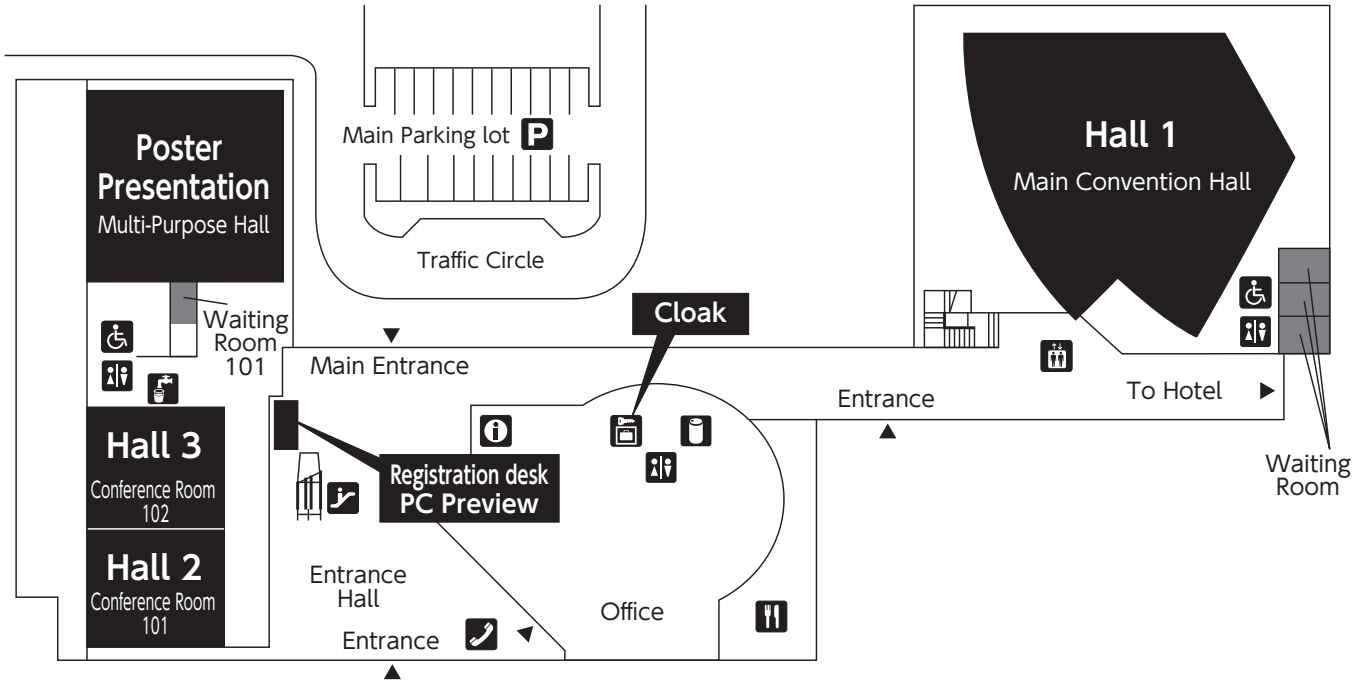 Poster
Presentation
Multi-Purpose Hall
Main Parking lot P
Hall 1
Main Convention Hall
Traffic Circle
Cloak
Waiting
Room
101
Main Entrance
Entrance
To Hotel
Waiting
Room
Hall 3
Conference Room
102
Registration desk
PC Preview
i
Hall 2
Conference Room
101
Entrance
Hall
Office
Entrance